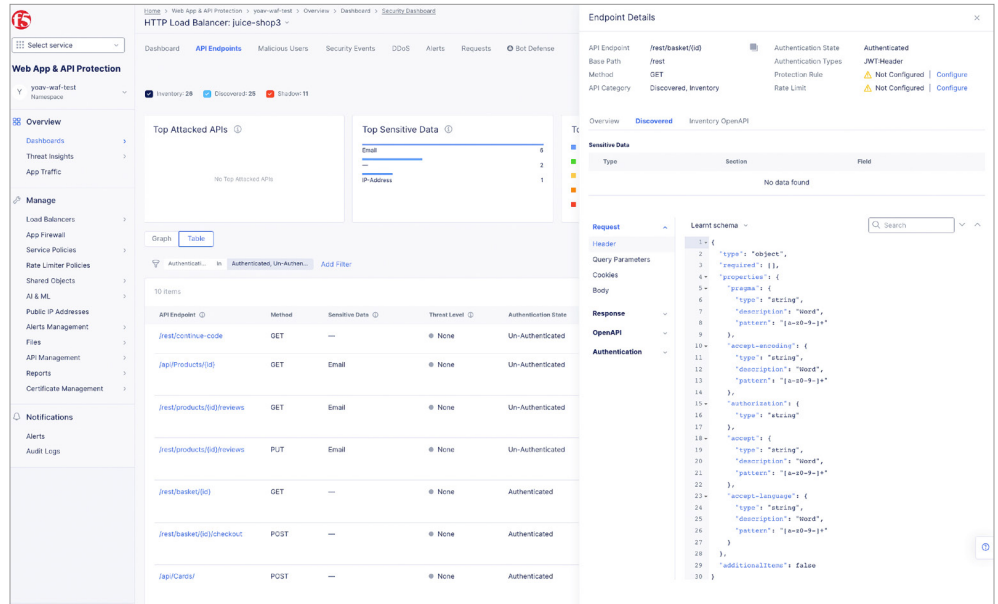 Home > Web App & API Protection > yoav-waf-test > Overview > Dashboard > Security Dashboard
HTTP Load Balancer: juice-shop3
Select service
Web App & API Protection
Y yoav-waf-test
Namespace
Overview
Dashboards
Threat Insights
App Traffic
Manage
Load Balancers
App Firewall
Service Policies
Rate Limiter Policies
Shared Objects
AI & ML
Public IP Addresses
Alerts Management
Files
API Management
Reports
Certificate Management
Notifications
Alerts
Audit Logs
Dashboard API Endpoints Malicious Users Security Events DDoS Alerts Requests Bot Defense
Inventory: 28 Discovered: 25 Shadow: 11
Top Attacked APIs
No Top Attacked APIs
Top Sensitive Data
Email 6
— 2
IP-Address 1
To
Graph Table
Authenticati... In Authenticated, Un-Authen... Add Filter
10 items
API Endpoint Method Sensitive Data Threat Level Authentication State
/rest/continue-code GET — None Un-Authenticated
/api/Products/{id} GET Email None Un-Authenticated
/rest/products/{id}/reviews GET Email None Un-Authenticated
/rest/products/{id}/reviews PUT Email None Un-Authenticated
/rest/basket/{id} GET — None Authenticated
/rest/basket/{id}/checkout POST — None Authenticated
/api/Cards/ POST — None Authenticated
Endpoint Details
API Endpoint /rest/basket/{id} Authentication State Authenticated
Base Path /rest Authentication Types JWT:Header
Method GET Protection Rule Not Configured | Configure
API Category Discovered, Inventory Rate Limit Not Configured | Configure
Overview Discovered Inventory OpenAPI
Sensitive Data
Type Section Field
No data found
Request
Header
Query Parameters
Cookies
Body
Response
OpenAPI
Authentication
Learnt schema Search
1 {
2 "type": "object",
3 "required": [],
4 "properties": {
5 "pragma": {
6 "type": "string",
7 "description": "Word",
8 "pattern": "[a-z0-9-]+"
9 },
10 "accept-encoding": {
11 "type": "string",
12 "description": "Word",
13 "pattern": "[a-z0-9-]+"
14 },
15 "authorization": {
16 "type": "string"
17 },
18 "accept": {
19 "type": "string",
20 "description": "Word",
21 "pattern": "[a-z0-9-]+"
22 },
23 "accept-language": {
24 "type": "string",
25 "description": "Word",
26 "pattern": "[a-z0-9-]+"
27 }
28 },
29 "additionalItems": false
30 }